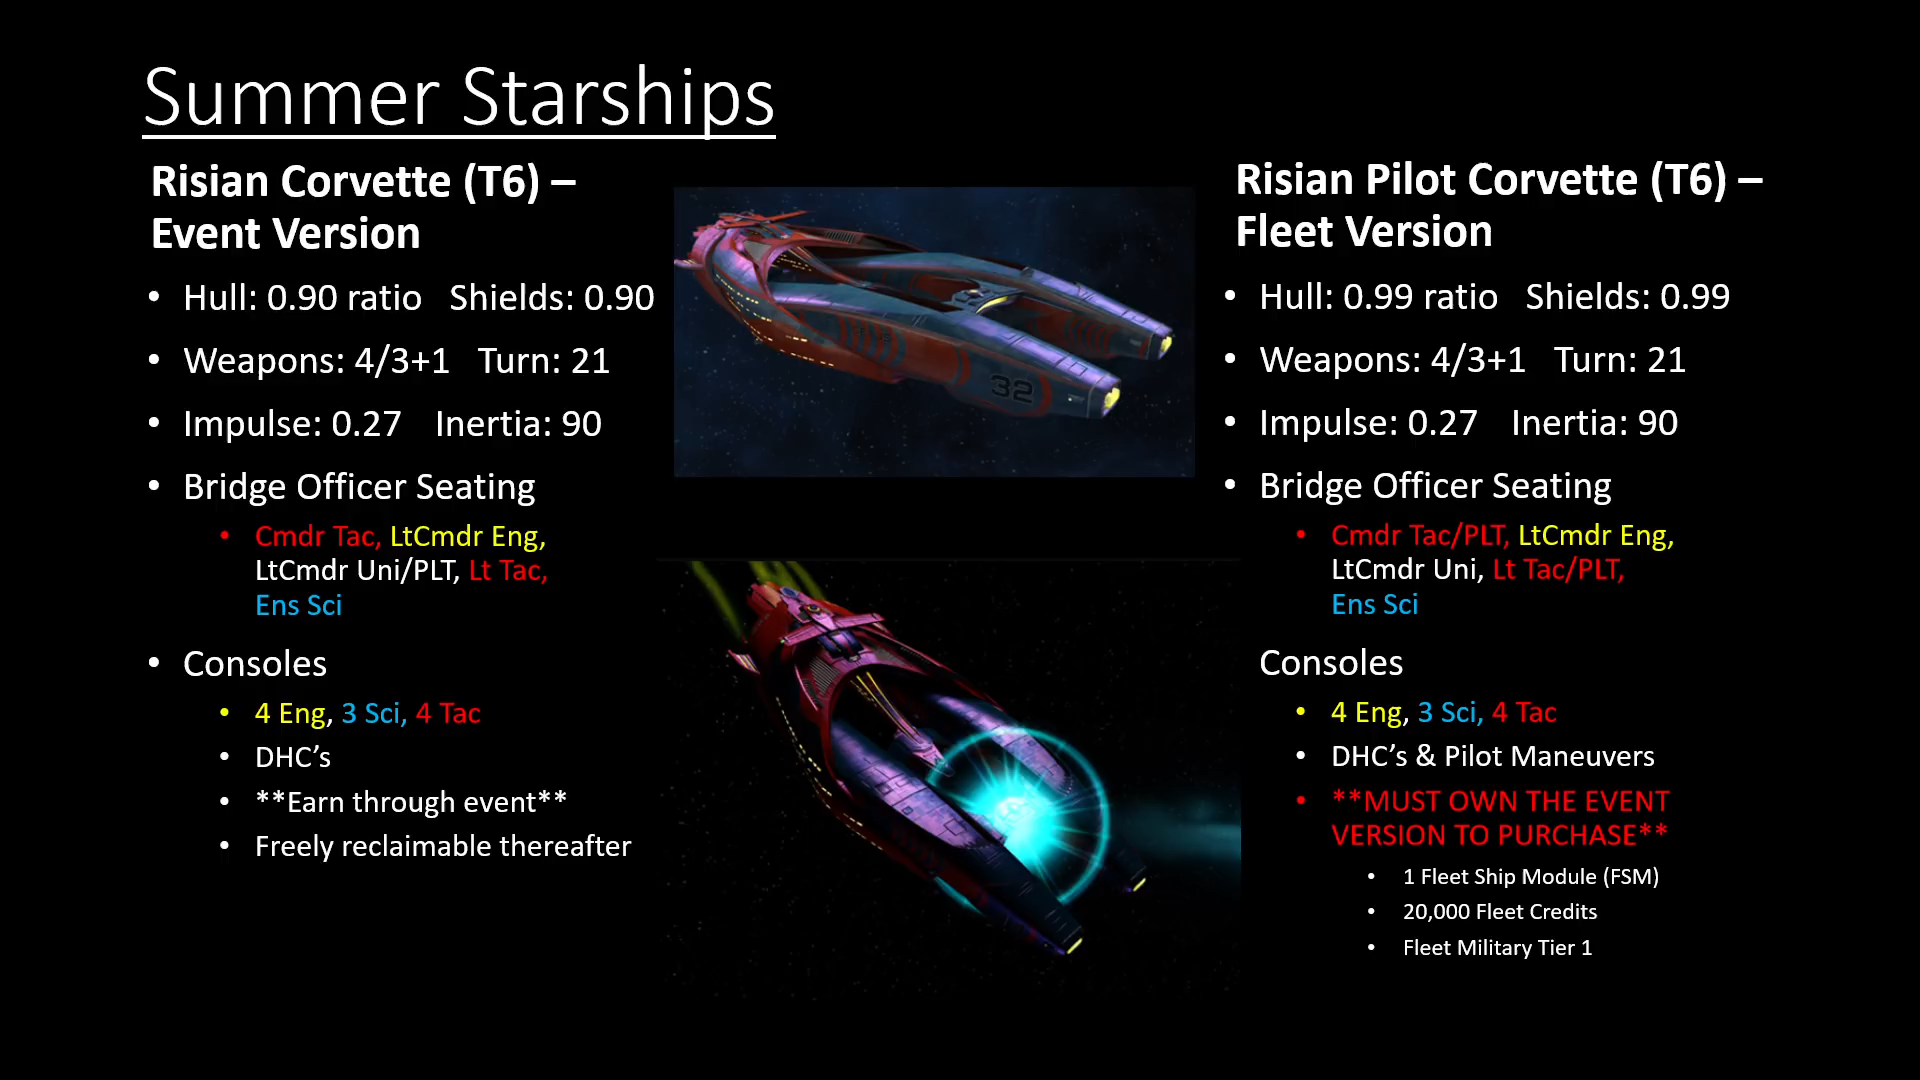 Summer Starships
Risian Corvette (T6) –
Event Version
• Hull: 0.90 ratio Shields: 0.90
• Weapons: 4/3+1 Turn: 21
• Impulse: 0.27 Inertia: 90
• Bridge Officer Seating
• Cmdr Tac, LtCmdr Eng,
LtCmdr Uni/PLT, Lt Tac,
Ens Sci
• Consoles
• 4 Eng, 3 Sci, 4 Tac
• DHC’s
• **Earn through event**
• Freely reclaimable thereafter
32
Risian Pilot Corvette (T6) –
Fleet Version
• Hull: 0.99 ratio Shields: 0.99
• Weapons: 4/3+1 Turn: 21
• Impulse: 0.27 Inertia: 90
• Bridge Officer Seating
• Cmdr Tac/PLT, LtCmdr Eng,
LtCmdr Uni, Lt Tac/PLT,
Ens Sci
Consoles
• 4 Eng, 3 Sci, 4 Tac
• DHC’s & Pilot Maneuvers
• **MUST OWN THE EVENT
VERSION TO PURCHASE**
• 1 Fleet Ship Module (FSM)
• 20,000 Fleet Credits
• Fleet Military Tier 1